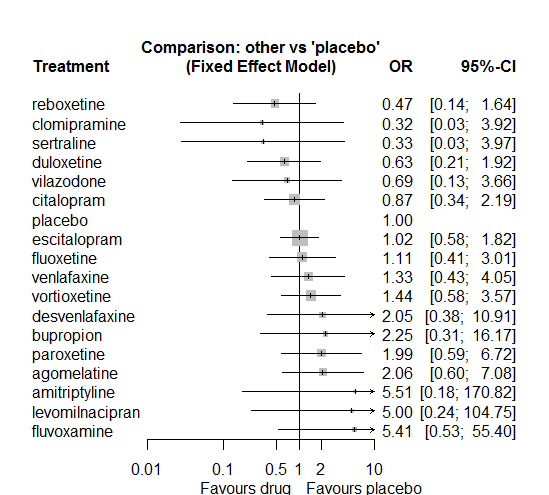 Comparison: other vs 'placebo'
Treatment (Fixed Effect Model) OR 95%-CI
reboxetine 0.47 [0.14; 1.64]
clomipramine 0.32 [0.03; 3.92]
sertraline 0.33 [0.03; 3.97]
duloxetine 0.63 [0.21; 1.92]
vilazodone 0.69 [0.13; 3.66]
citalopram 0.87 [0.34; 2.19]
placebo 1.00
escitalopram 1.02 [0.58; 1.82]
fluoxetine 1.11 [0.41; 3.01]
venlafaxine 1.33 [0.43; 4.05]
vortioxetine 1.44 [0.58; 3.57]
desvenlafaxine 2.05 [0.38; 10.91]
bupropion 2.25 [0.31; 16.17]
paroxetine 1.99 [0.59; 6.72]
agomelatine 2.06 [0.60; 7.08]
amitriptyline 5.51 [0.18; 170.82]
levomilnacipran 5.00 [0.24; 104.75]
fluvoxamine 5.41 [0.53; 55.40]
0.01 0.1 0.5 1 2 10
Favours drug Favours placebo